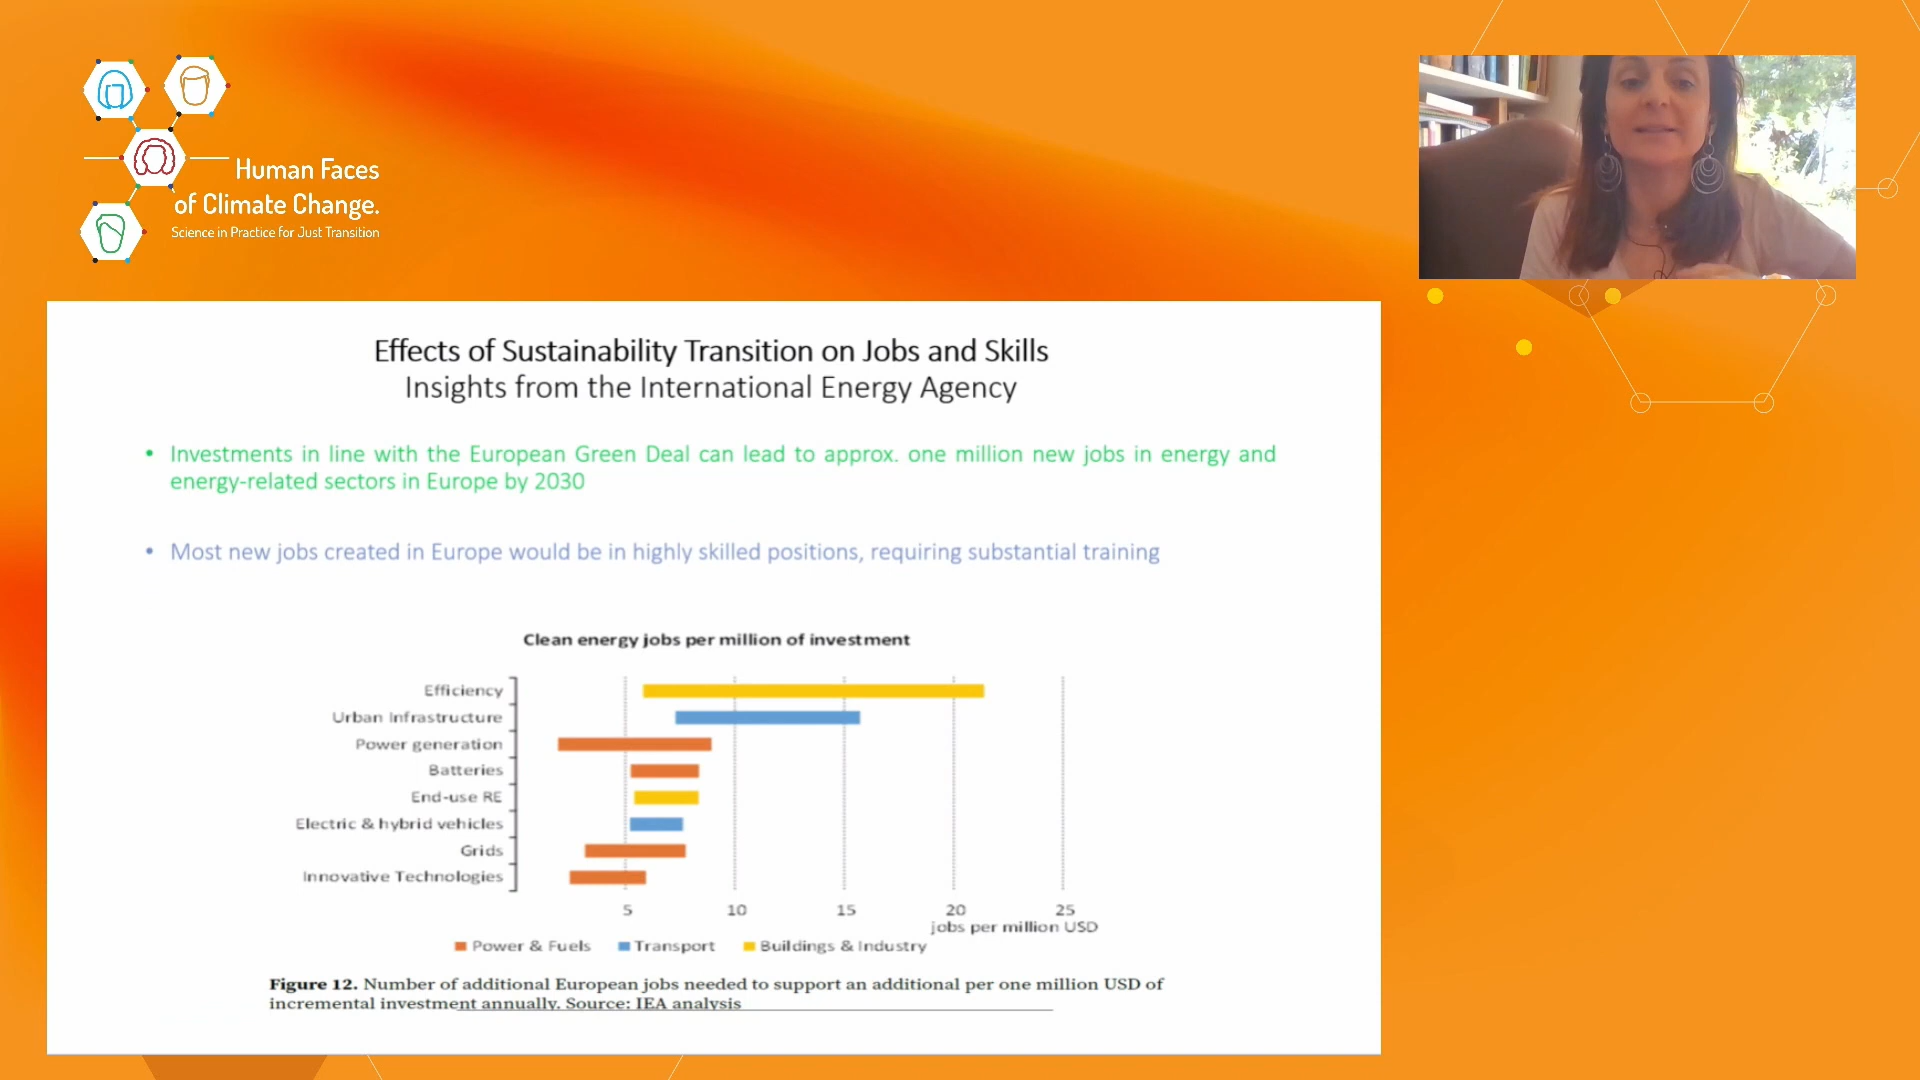 Human Faces
of Climate Change.
Science in Practice for Just Transition
Effects of Sustainability Transition on Jobs and Skills
Insights from the International Energy Agency
• Investments in line with the European Green Deal can lead to approx. one million new jobs in energy and
energy-related sectors in Europe by 2030
• Most new jobs created in Europe would be in highly skilled positions, requiring substantial training
Clean energy jobs per million of investment
Efficiency
Urban Infrastructure
Power generation
Batteries
End-use RE
Electric & hybrid vehicles
Grids
Innovative Technologies
5 10 15 20 25
jobs per million USD
Power & Fuels Transport Buildings & Industry
Figure 12. Number of additional European jobs needed to support an additional per one million USD of
incremental investment annually. Source: IEA analysis